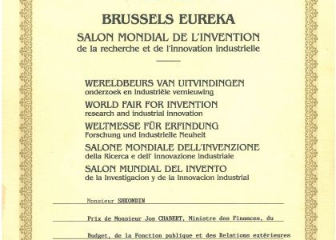 BRUSSELS EUREKA
SALON MONDIAL DE L'INVENTION
de la recherche et de l'innovation industrielle
WERELDBEURS VAN UITVINDINGEN
onderzoek en industriële vernieuwing
WORLD FAIR FOR INVENTION
research and industrial innovation
WELTMESSE FÜR ERFINDUNG
Forschung und industrielle Neuheit
SALONE MONDIALE DELL'INVENZIONE
della Ricerca e dell' innovazione industriale
SALON MUNDIAL DEL INVENTO
de la investigacion y de la Innovacion industrial
Monsieur
Prix de Monsieur Jos CHABERT, Ministre des Finances, du
Budget, de la Fonction publique et des Relations extérieures